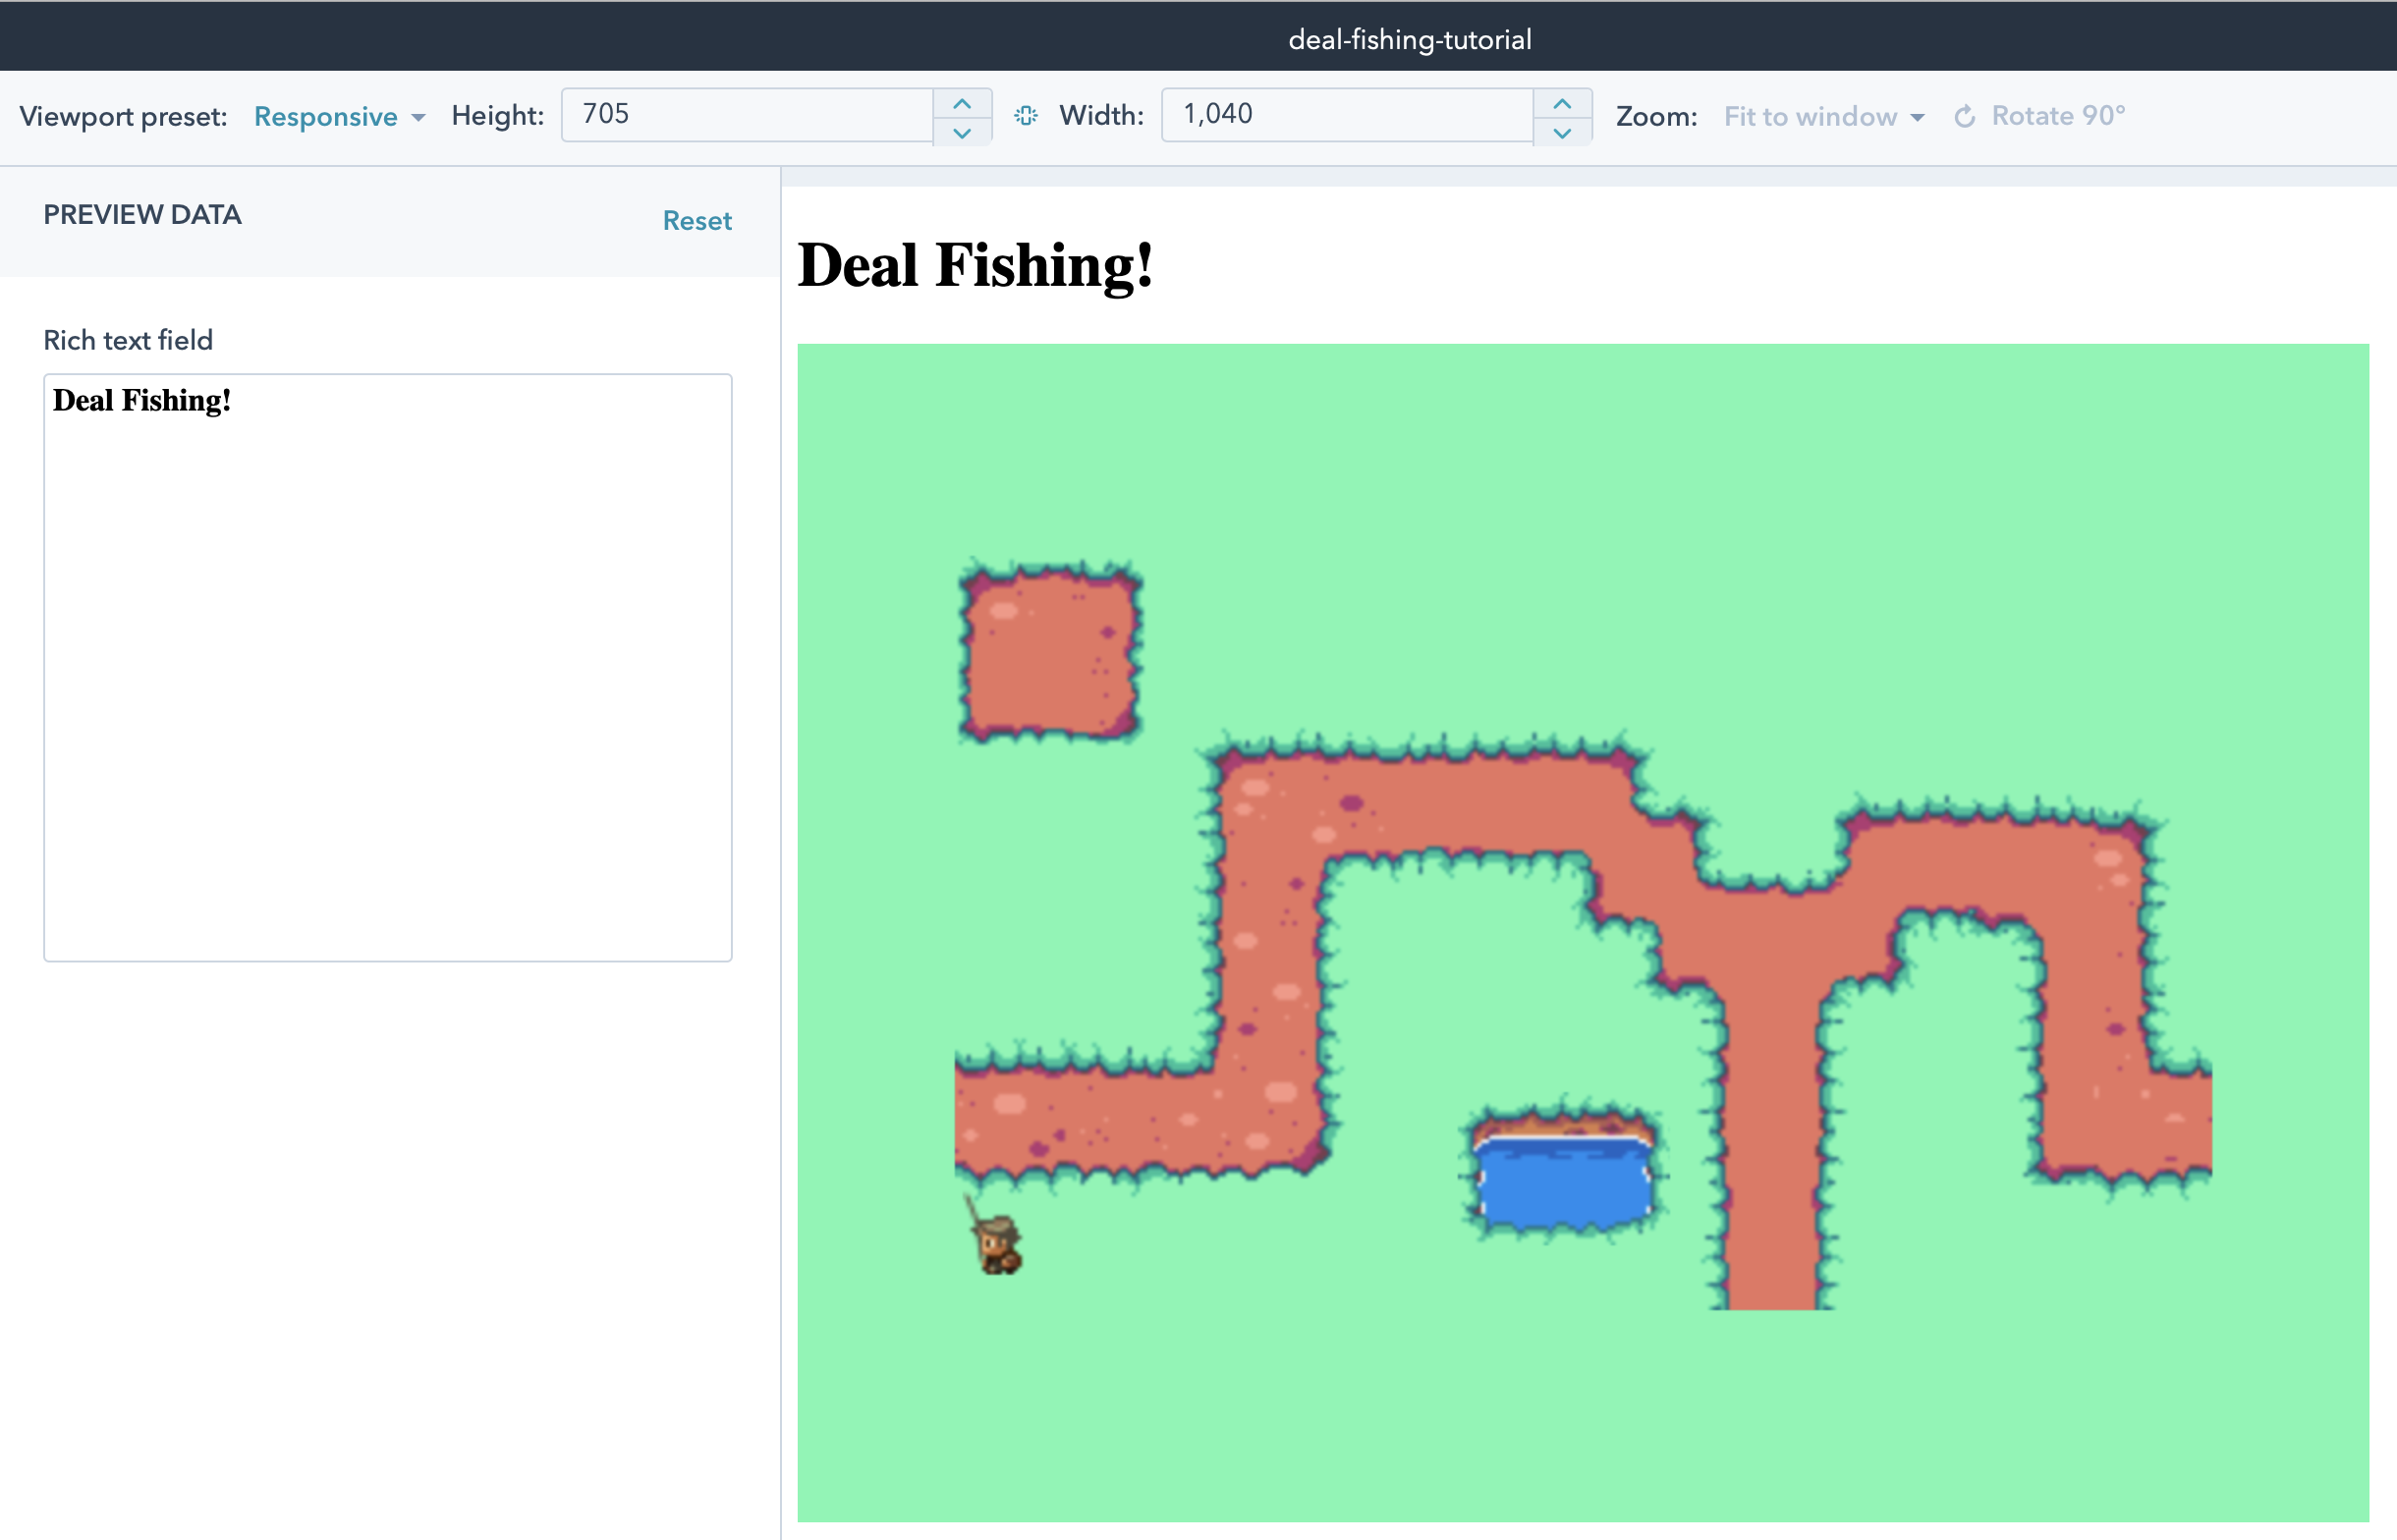 deal-fishing-tutorial
Viewport preset: Responsive Height: 705 Width: 1,040 Zoom: Fit to window Rotate 90°
PREVIEW DATA Reset
Rich text field
Deal Fishing!
Deal Fishing!